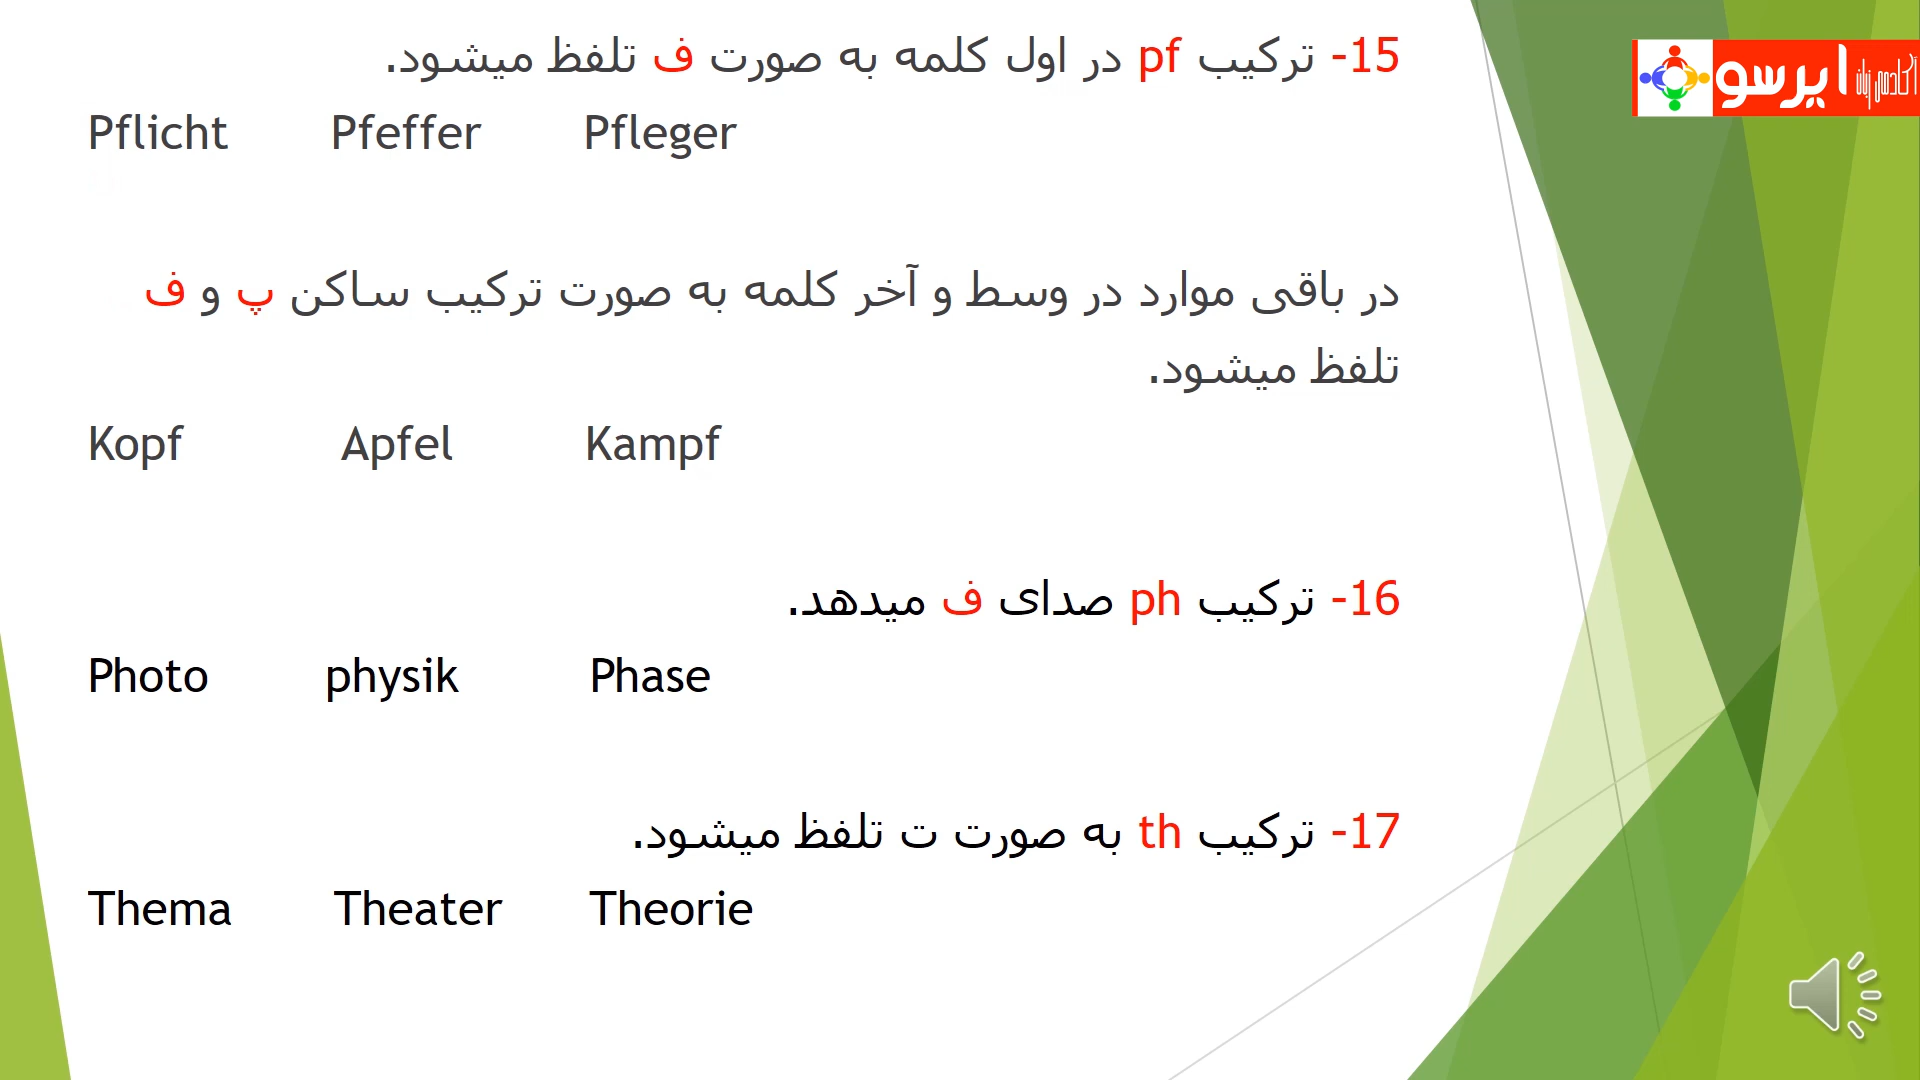 15- ترکیب pf در اول کلمه به صورت ف تلفظ میشود.
آکادمی زبان ایرسو
Pflicht Pfeffer Pfleger
در باقی موارد در وسط و آخر کلمه به صورت ترکیب ساکن پ و ف
تلفظ میشود.
Kopf Apfel Kampf
16- ترکیب ph صدای ف میدهد.
Photo physik Phase
17- ترکیب th به صورت ت تلفظ میشود.
Thema Theater Theorie